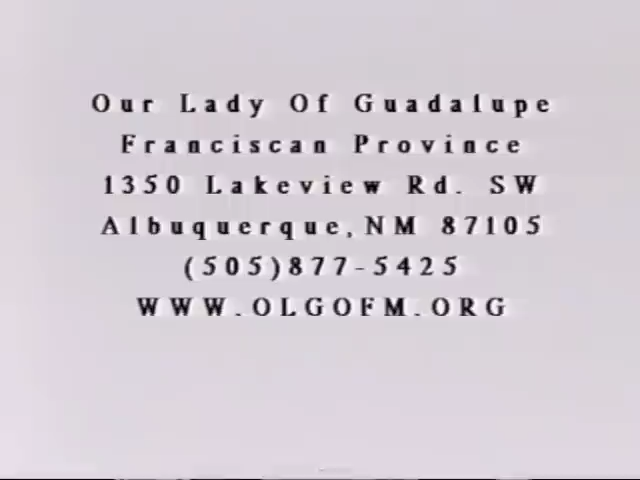 Our Lady Of Guadalupe
Franciscan Province
1350 Lakeview Rd. SW
Albuquerque, NM 87105
(505)877-5425
WWW.OLGOFM.ORG